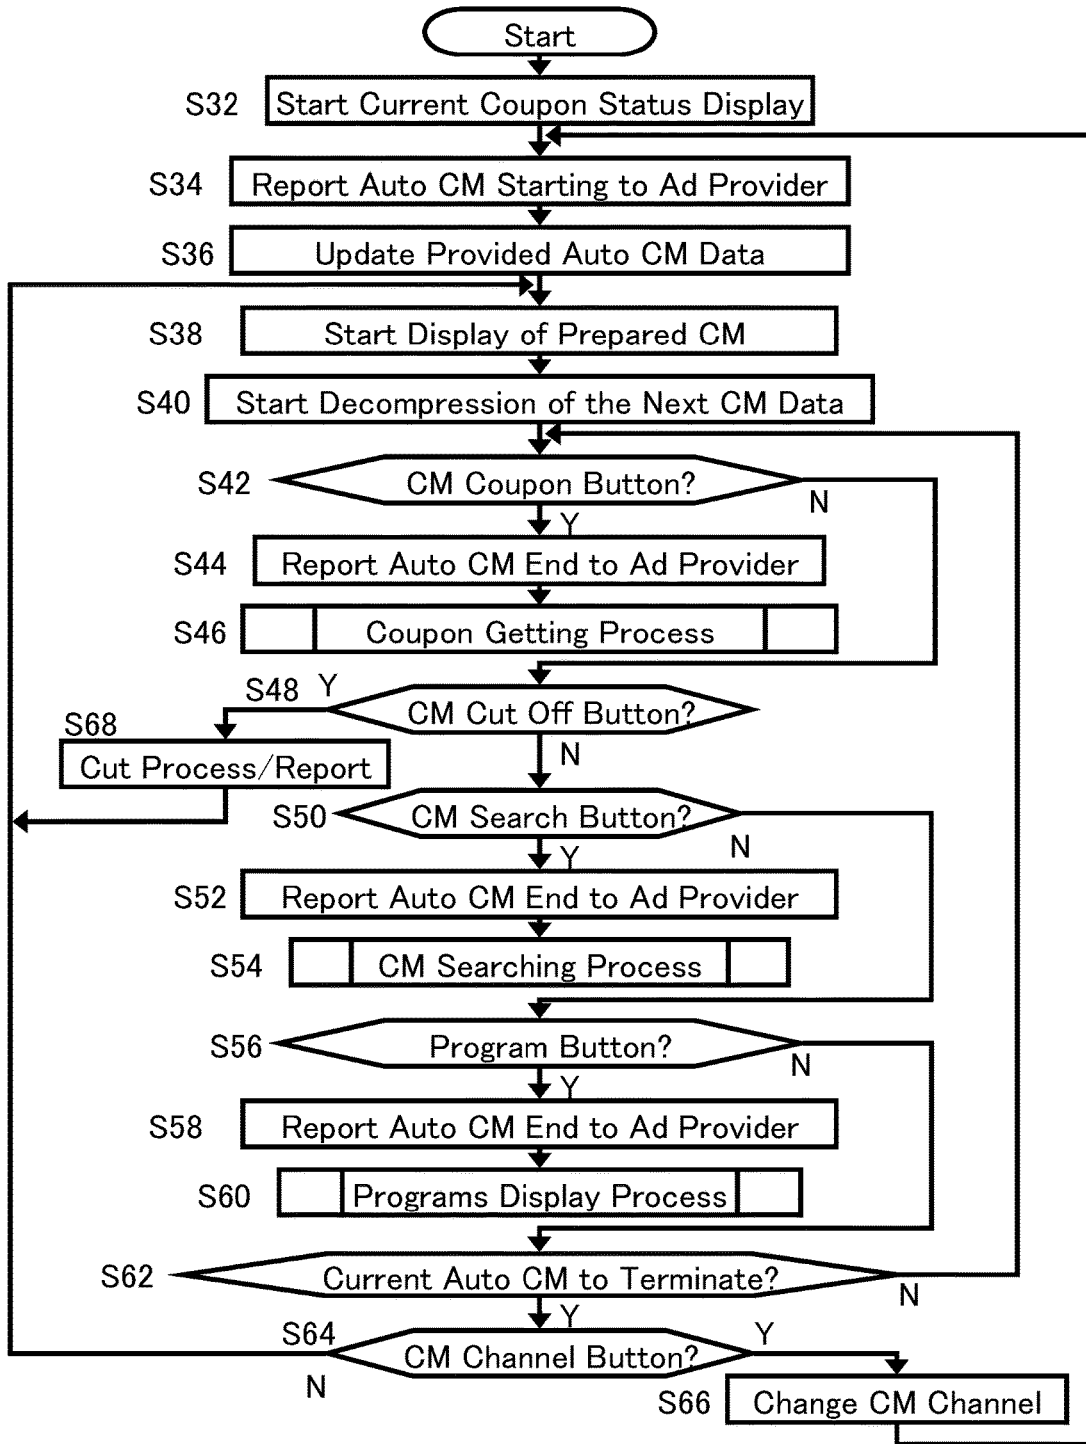 Start
S32 Start Current Coupon Status Display
S34 Report Auto CM Starting to Ad Provider
S36 Update Provided Auto CM Data
S38 Start Display of Prepared CM
S40 Start Decompression of the Next CM Data
S42 CM Coupon Button? N
Y
S44 Report Auto CM End to Ad Provider
S46 Coupon Getting Process
S48 Y CM Cut Off Button?
S68 N
Cut Process/Report
S50 CM Search Button? N
Y
S52 Report Auto CM End to Ad Provider
S54 CM Searching Process
S56 Program Button? N
Y
S58 Report Auto CM End to Ad Provider
S60 Programs Display Process
S62 Current Auto CM to Terminate? N
Y
S64 CM Channel Button? Y
N
S66 Change CM Channel